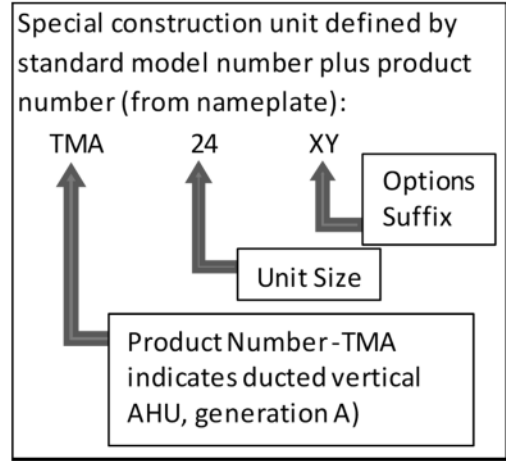 Special construction unit defined by
standard model number plus product
number (from nameplate):
TMA 24 XY
Options
Suffix
Unit Size
Product Number -TMA
indicates ducted vertical
AHU, generation A)